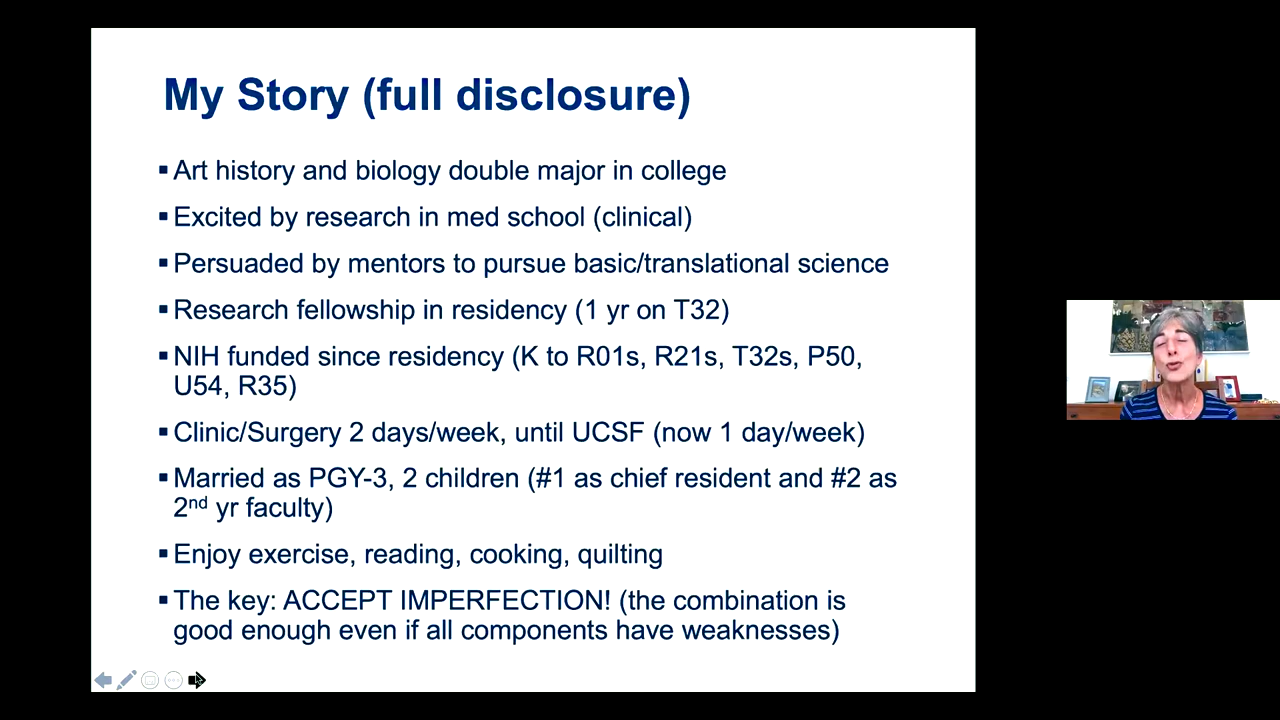 My Story (full disclosure)
▪Art history and biology double major in college
▪Excited by research in med school (clinical)
▪Persuaded by mentors to pursue basic/translational science
▪Research fellowship in residency (1 yr on T32)
▪NIH funded since residency (K to R01s, R21s, T32s, P50,
U54, R35)
▪Clinic/Surgery 2 days/week, until UCSF (now 1 day/week)
▪Married as PGY-3, 2 children (#1 as chief resident and #2 as
2nd yr faculty)
▪Enjoy exercise, reading, cooking, quilting
▪The key: ACCEPT IMPERFECTION! (the combination is
good enough even if all components have weaknesses)